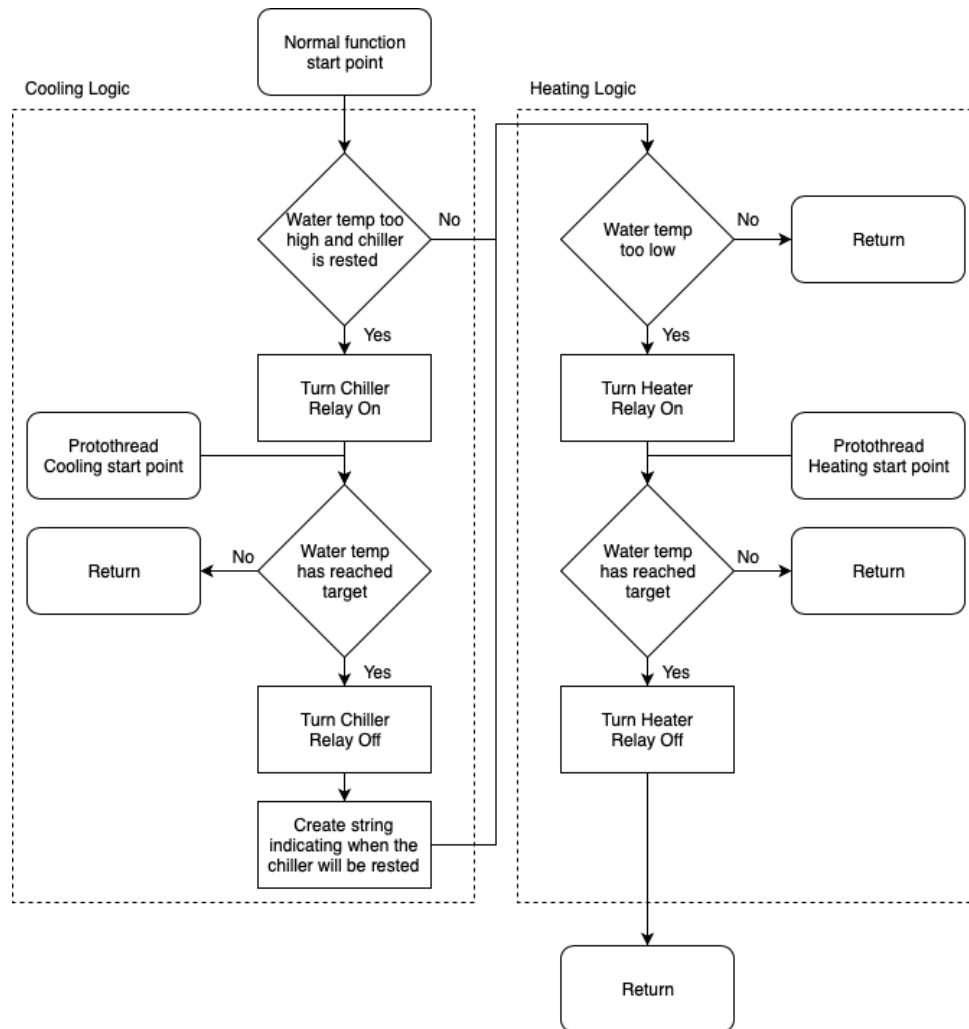 Normal function
start point
Cooling Logic
Heating Logic
Water temp too
high and chiller
is rested
No
Yes
Turn Chiller
Relay On
Protothread
Cooling start point
Water temp
has reached
target
No
Return
Yes
Turn Chiller
Relay Off
Create string
indicating when the
chiller will be rested
Water temp
too low
No
Return
Yes
Turn Heater
Relay On
Protothread
Heating start point
Water temp
has reached
target
No
Return
Yes
Turn Heater
Relay Off
Return